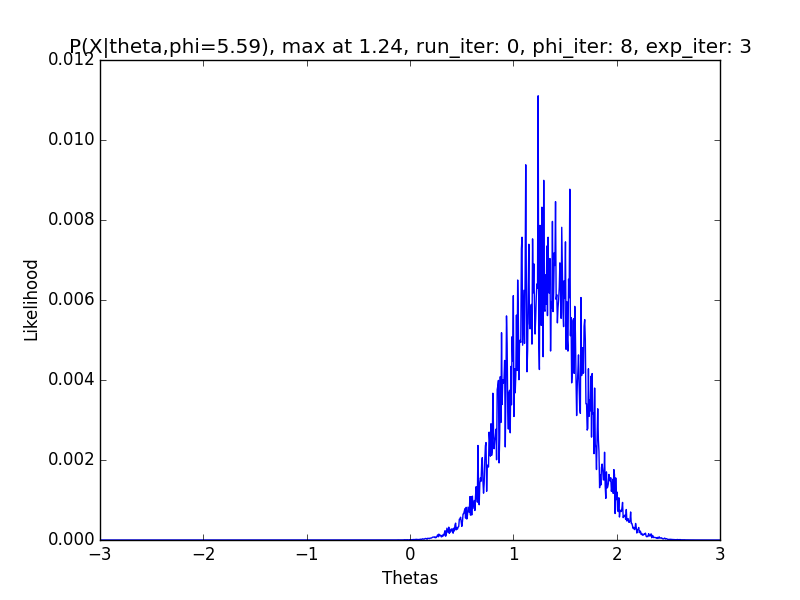 P(X|theta,phi=5.59), max at 1.24, run_iter: 0, phi_iter: 8, exp_iter: 3
0.012
0.010
0.008
0.006
0.004
0.002
0.000
Likelihood
−3 −2 −1 0 1 2 3
Thetas